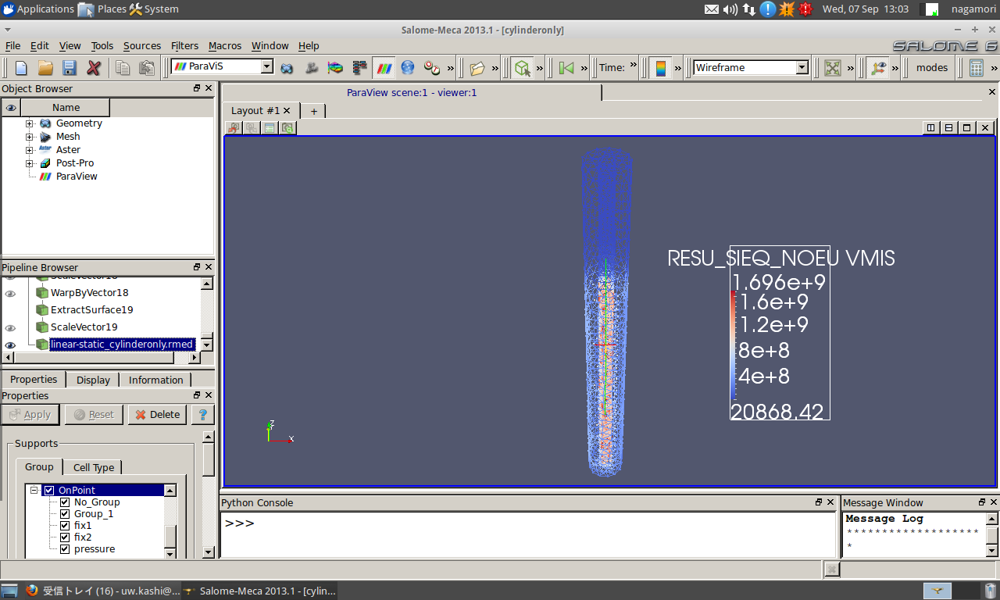 Applications Places System Wed, 07 Sep 13:03 nagamori
Salome-Meca 2013.1 - [cylinderonly]
File Edit View Tools Sources Filters Macros Window Help
SALOME 6
ParaViS
Time:
Wireframe
modes
Object Browser
Name
Geometry
Mesh
Aster
Post-Pro
ParaView
Pipeline Browser
ScaleVector18
WarpByVector18
ExtractSurface19
ScaleVector19
linear-static_cylinderonly.rmed
Properties Display Information
Properties
Apply Reset Delete ?
Supports
Group Cell Type
OnPoint
No_Group
Group_1
fix1
fix2
pressure
ParaView scene:1 - viewer:1
Layout #1
RESU_SIEQ_NOEU VMIS
1.696e+9
1.6e+9
1.2e+9
8e+8
4e+8
20868.42
Z
X
Python Console
>>>
Message Window
Message Log
*******************
*
受信トレイ (16) - uw.kashi@...
Salome-Meca 2013.1 - [cylin...